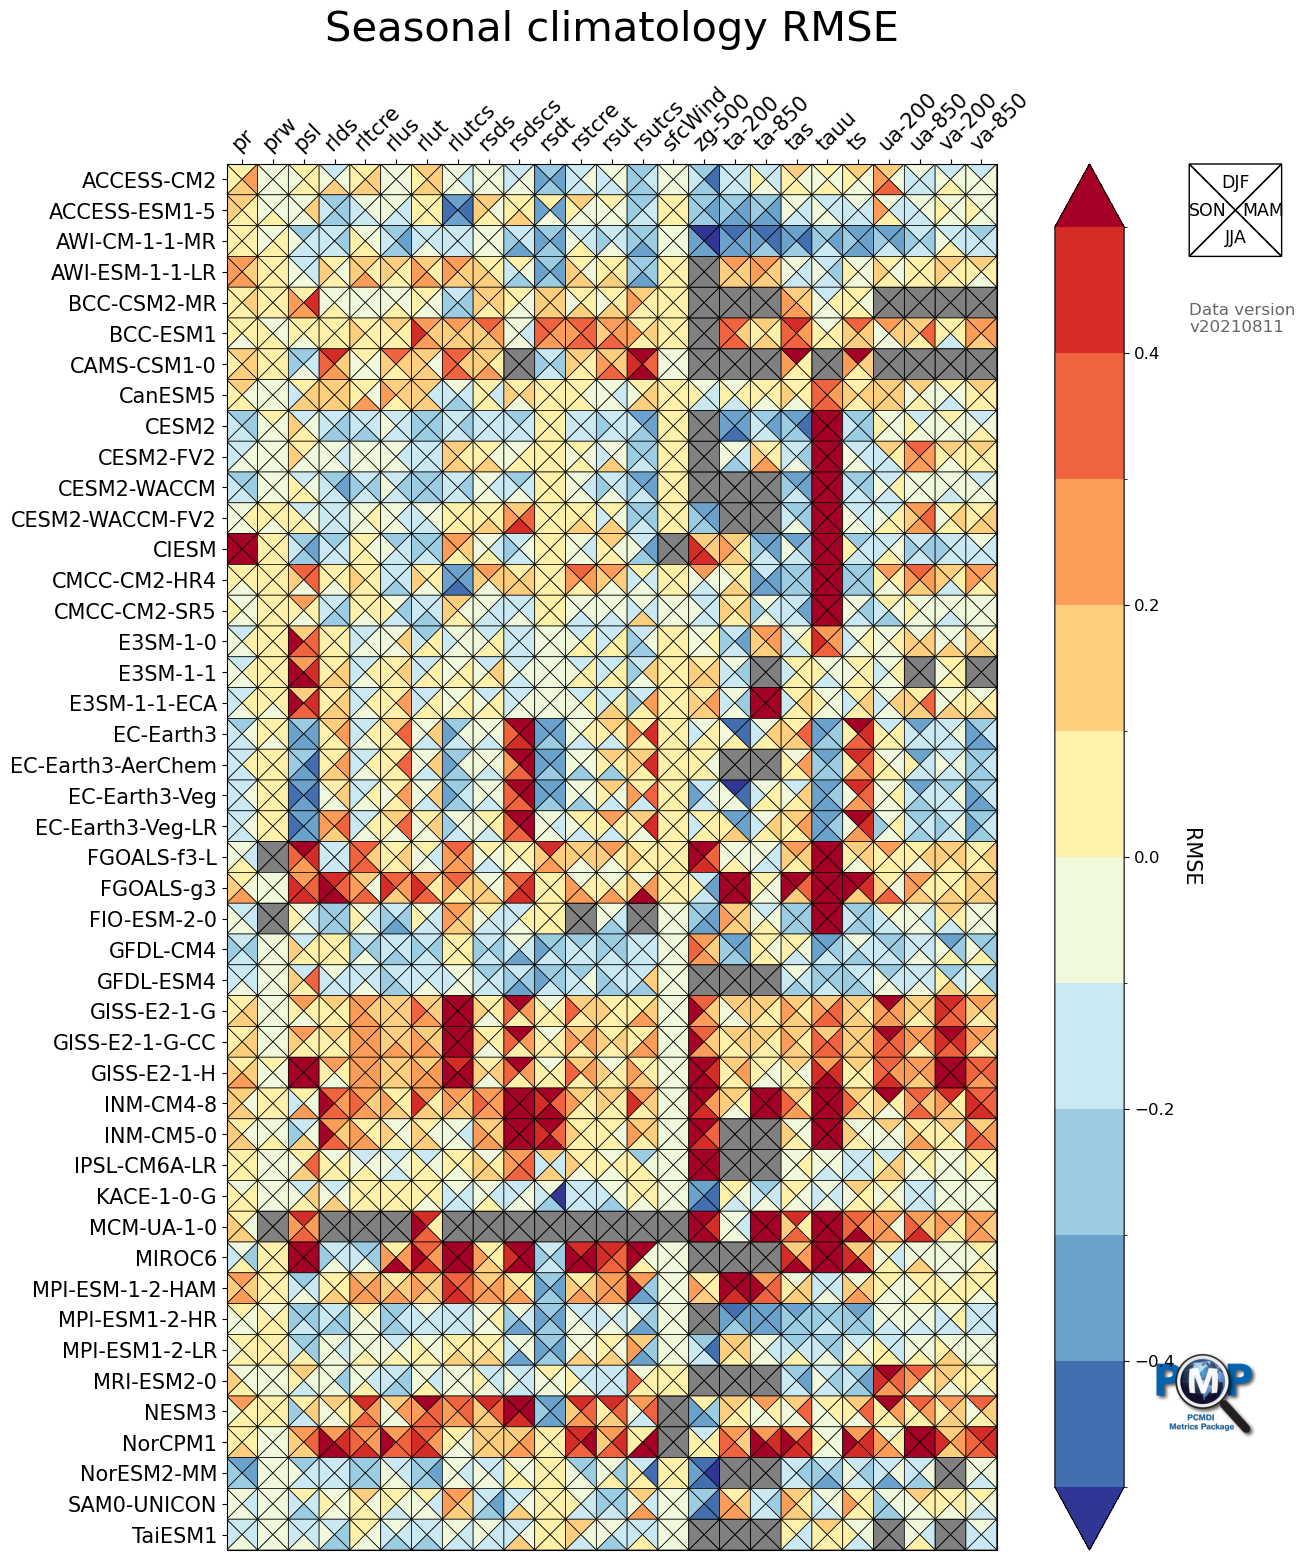 Seasonal climatology RMSE
pr prw psl rlds rltcre rlus rlut rlutcs rsds rsdscs rsdt rstcre rsut rsutcs sfcWind zg-500 ta-200 ta-850 tas tauu ts ua-200 ua-850 va-200 va-850
ACCESS-CM2
ACCESS-ESM1-5
AWI-CM-1-1-MR
AWI-ESM-1-1-LR
BCC-CSM2-MR
BCC-ESM1
CAMS-CSM1-0
CanESM5
CESM2
CESM2-FV2
CESM2-WACCM
CESM2-WACCM-FV2
CIESM
CMCC-CM2-HR4
CMCC-CM2-SR5
E3SM-1-0
E3SM-1-1
E3SM-1-1-ECA
EC-Earth3
EC-Earth3-AerChem
EC-Earth3-Veg
EC-Earth3-Veg-LR
FGOALS-f3-L
FGOALS-g3
FIO-ESM-2-0
GFDL-CM4
GFDL-ESM4
GISS-E2-1-G
GISS-E2-1-G-CC
GISS-E2-1-H
INM-CM4-8
INM-CM5-0
IPSL-CM6A-LR
KACE-1-0-G
MCM-UA-1-0
MIROC6
MPI-ESM-1-2-HAM
MPI-ESM1-2-HR
MPI-ESM1-2-LR
MRI-ESM2-0
NESM3
NorCPM1
NorESM2-MM
SAM0-UNICON
TaiESM1
0.4
0.2
0.0
−0.2
−0.4
RMSE
DJF
SON MAM
JJA
Data version
v20210811
PMP
PCMDI
Metrics Package